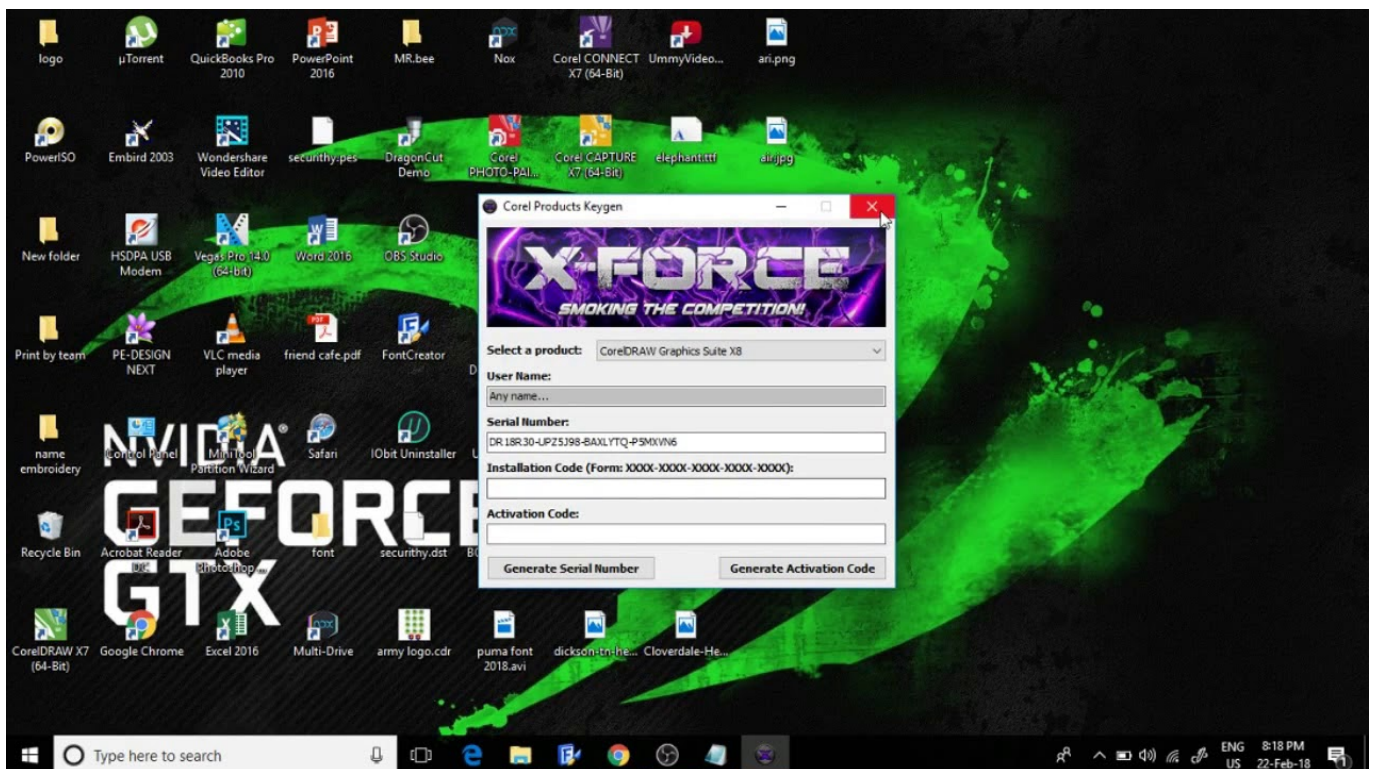 logo
µTorrent
QuickBooks Pro
2010
PowerPoint
2016
MR.bee
Nox
Corel CONNECT
X7 (64-Bit)
UmmyVideo...
ari.png
PowerISO
Embird 2003
Wondershare
Video Editor
securithy.pes
DragonCut
Demo
Corel
PHOTO-PAI...
Corel CAPTURE
X7 (64-Bit)
elephant.ttf
air.jpg
New folder
HSDPA USB
Modem
Vegas Pro 14.0
(64-bit)
Word 2016
OBS Studio
Print by team
PE-DESIGN
NEXT
VLC media
player
friend cafe.pdf
FontCreator
name
embroidery
Control Panel
MiniTool
Partition Wizard
Safari
IObit Uninstaller
Recycle Bin
Acrobat Reader
DC
Adobe
Photoshop ...
font
securithy.dst
CorelDRAW X7
(64-Bit)
Google Chrome
Excel 2016
Multi-Drive
army logo.cdr
puma font
2018.avi
dickson-tn-he...
Cloverdale-He...
NVIDIA®
GEFORCE
GTX
Corel Products Keygen
X-FORCE
SMOKING THE COMPETITION!
Select a product: CorelDRAW Graphics Suite X8
User Name:
Any name...
Serial Number:
DR18R30-UPZ5J98-BAXLYTQ-P5MXVN6
Installation Code (Form: XXXX-XXXX-XXXX-XXXX-XXXX):
Activation Code:
Generate Serial Number
Generate Activation Code
Type here to search
ENG
US
8:18 PM
22-Feb-18